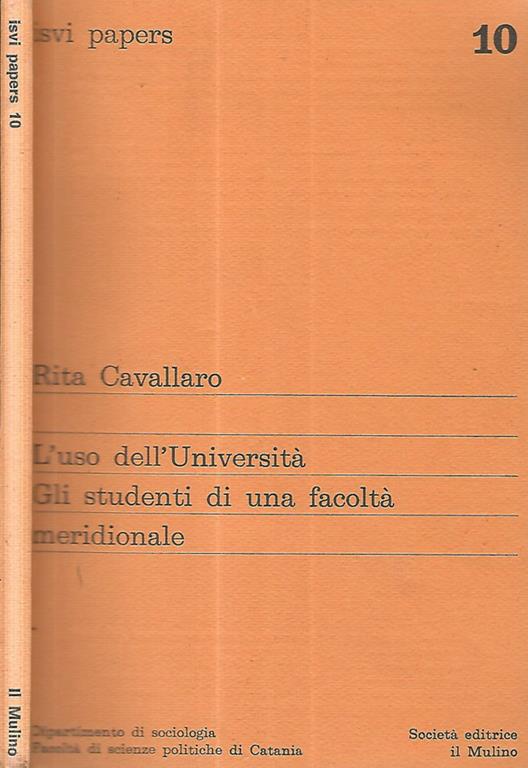 isvi papers 10
Il Mulino
isvi papers
10
Rita Cavallaro
L'uso dell'Università
Gli studenti di una facoltà
meridionale
Dipartimento di sociologia
Facoltà di scienze politiche di Catania
Società editrice
il Mulino